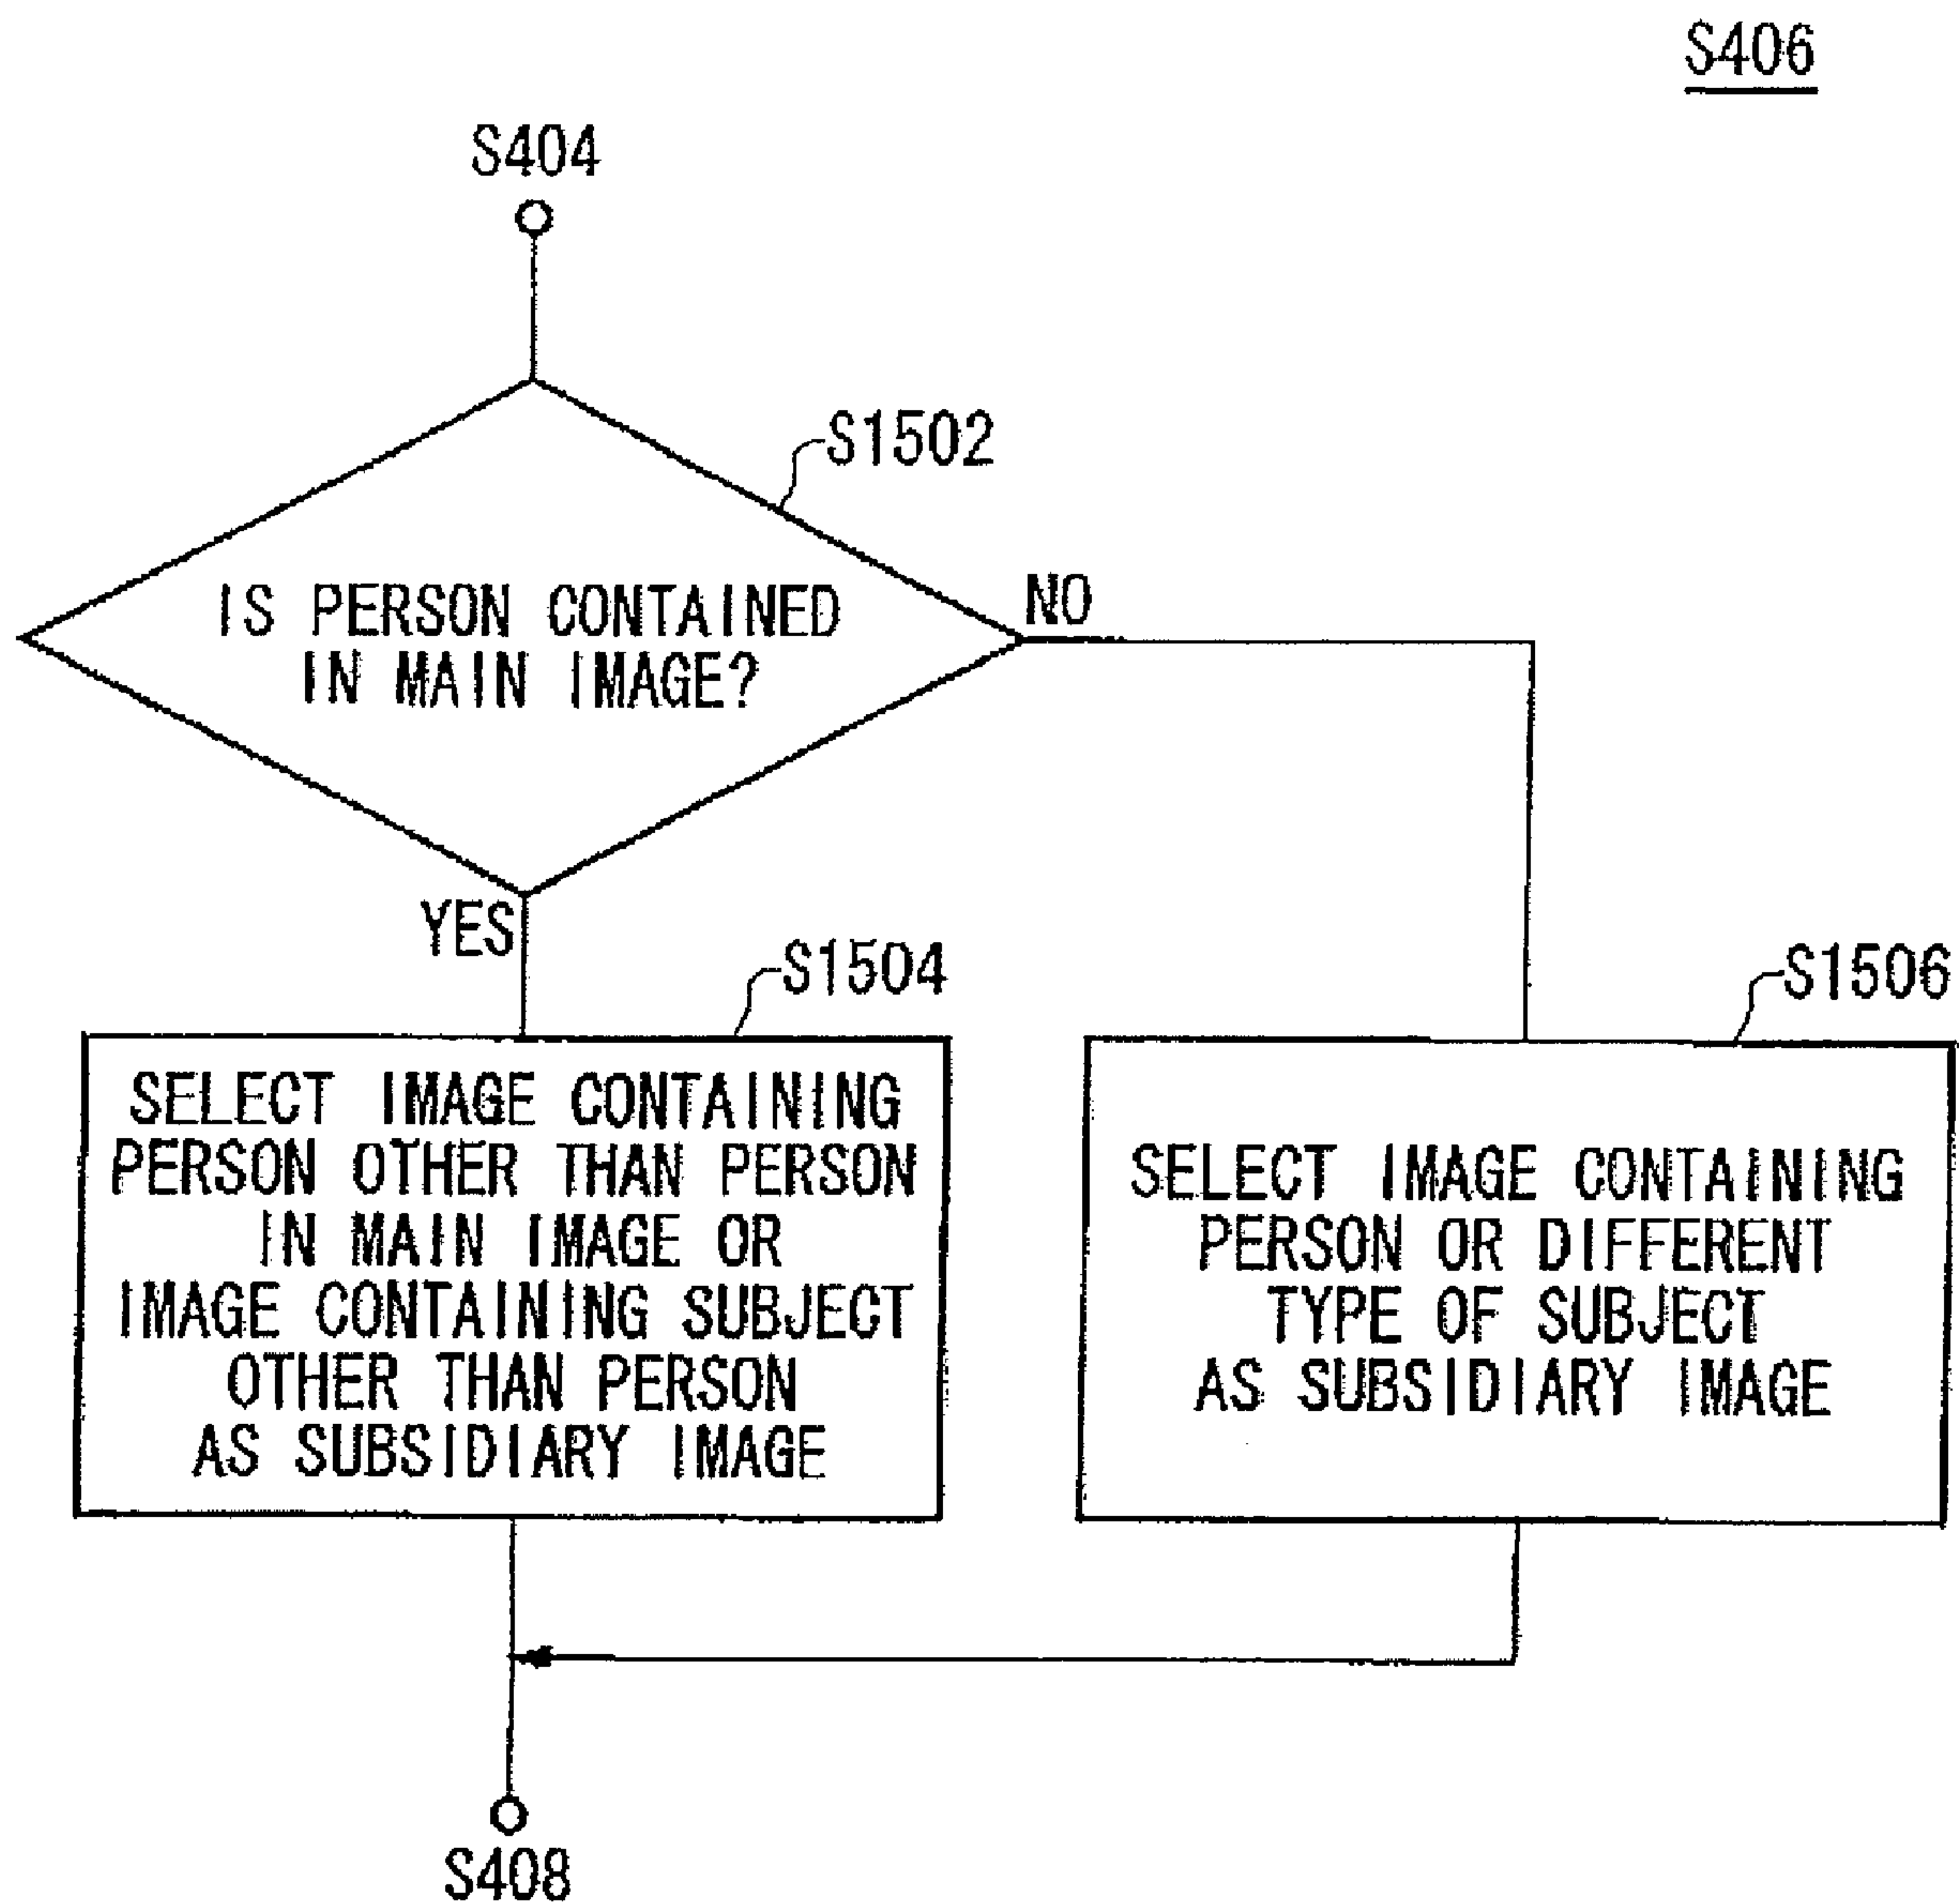 S406
S404
S1502
IS PERSON CONTAINED
IN MAIN IMAGE?
NO
YES
S1504
SELECT IMAGE CONTAINING
PERSON OTHER THAN PERSON
IN MAIN IMAGE OR
IMAGE CONTAINING SUBJECT
OTHER THAN PERSON
AS SUBSIDIARY IMAGE
S1506
SELECT IMAGE CONTAINING
PERSON OR DIFFERENT
TYPE OF SUBJECT
AS SUBSIDIARY IMAGE
S408